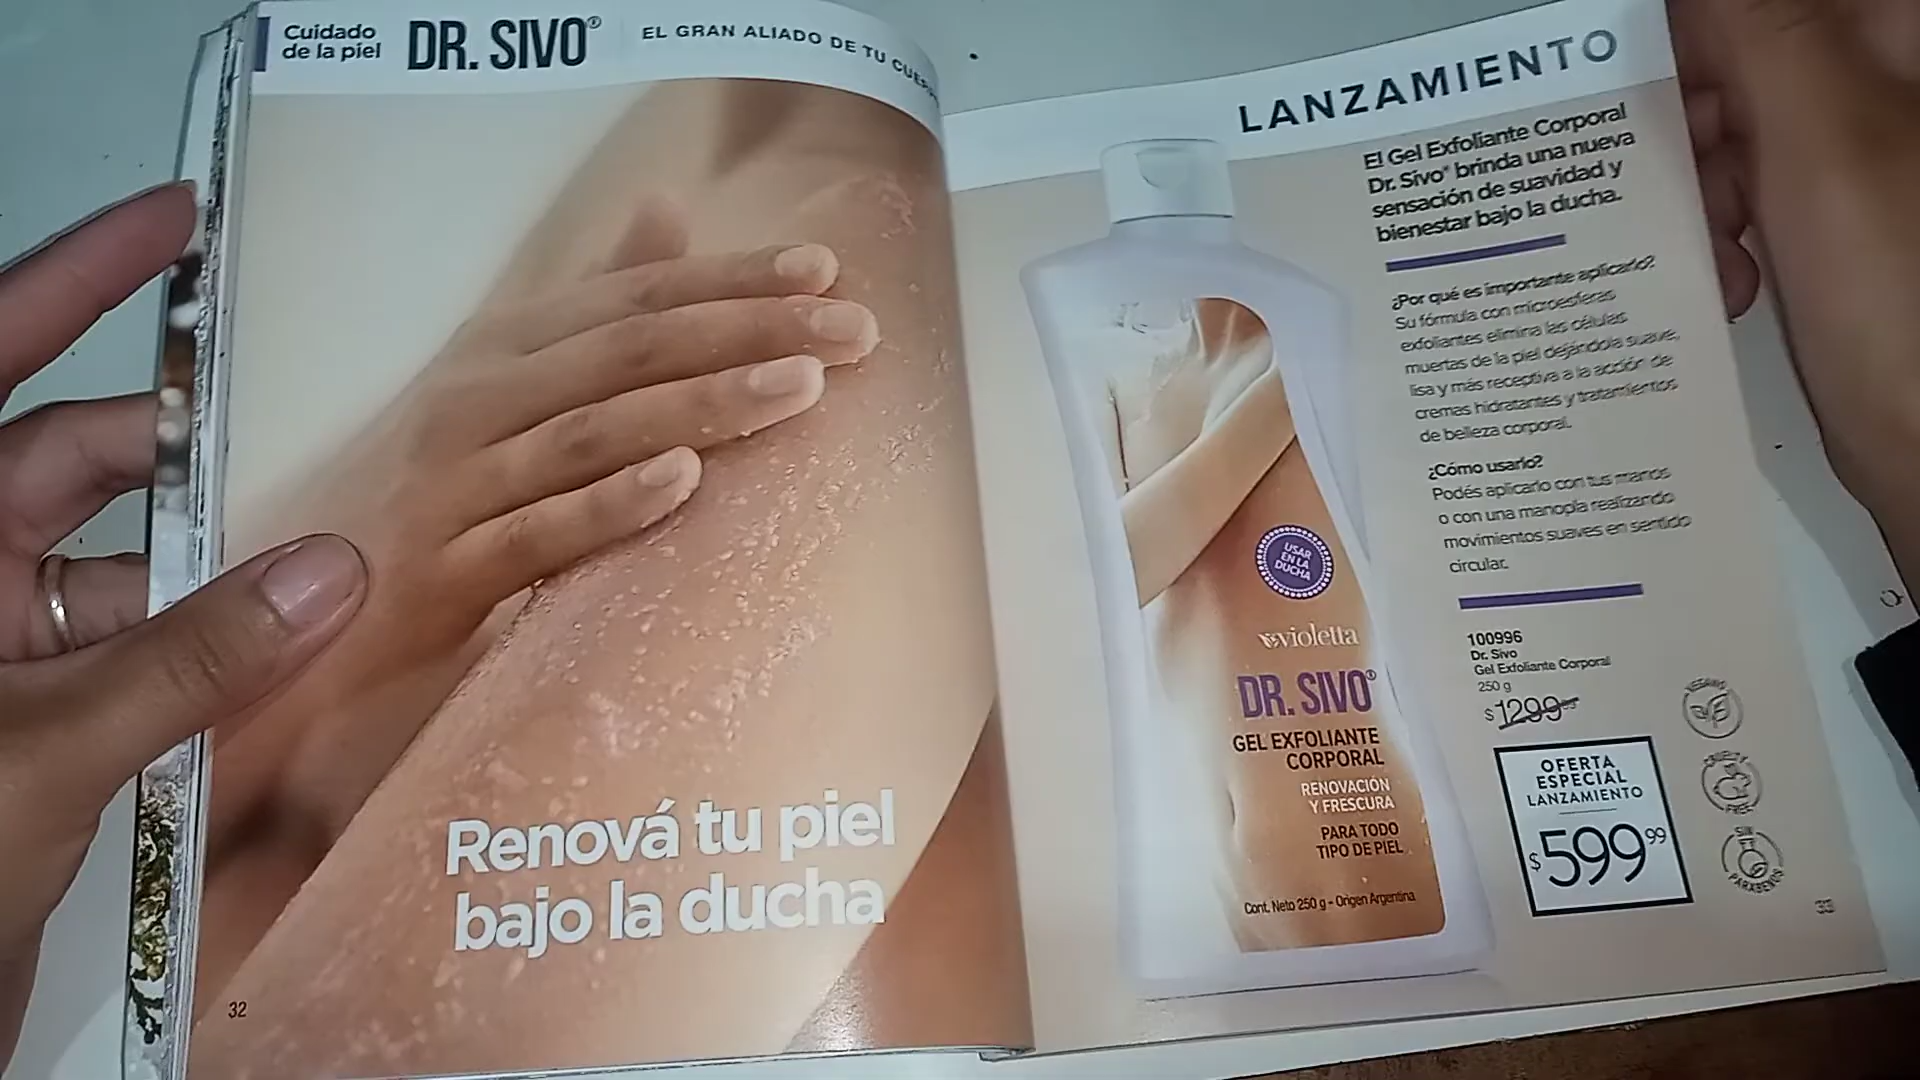 Cuidado
de la piel
DR. SIVO®
EL GRAN ALIADO DE TU
Renová tu piel
bajo la ducha
32
LANZAMIENTO
El Gel Exfoliante Corporal
Dr. Sivo® brinda una nueva
sensación de suavidad y
bienestar bajo la ducha.
¿Por qué es importante aplicarlo?
Su fórmula con microesferas
exfoliantes elimina las células
muertas de la piel dejándola suave,
lisa y más receptiva a la acción de
cremas hidratantes y tratamientos
de belleza corporal.
¿Cómo usarlo?
Podés aplicarlo con tus manos
o con una manopla realizando
movimientos suaves en sentido
circular.
100996
Dr. Sivo
Gel Exfoliante Corporal
250 g
$1299
OFERTA
ESPECIAL
LANZAMIENTO
$599⁹⁹
VEGANO
FREE
SIN
PARABENOS
33
USAR
EN LA
DUCHA
violetta
DR. SIVO®
GEL EXFOLIANTE
CORPORAL
RENOVACIÓN
Y FRESCURA
PARA TODO
TIPO DE PIEL
Cont. Neto 250 g - Origen Argentina